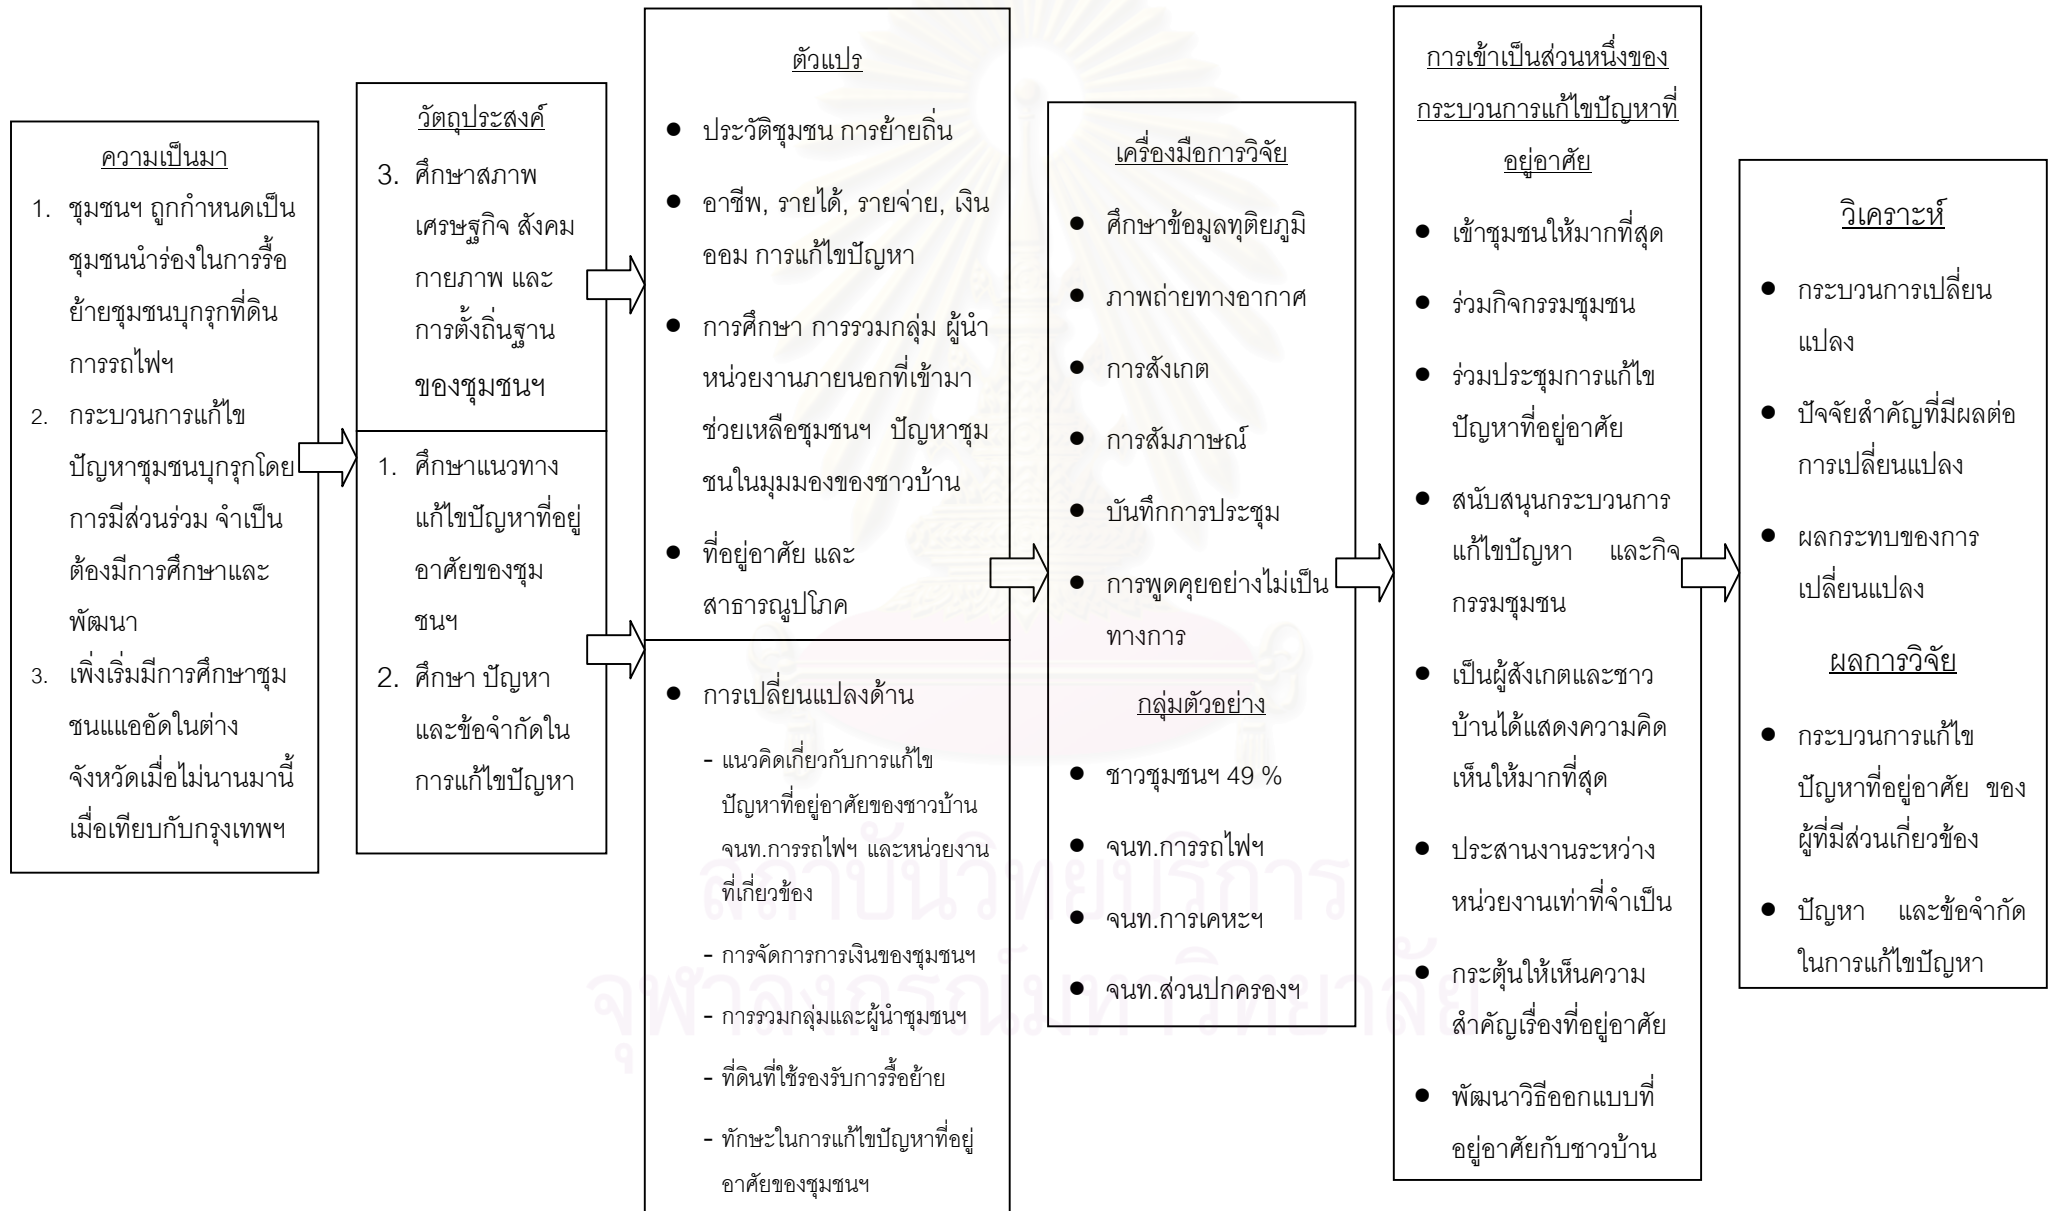 ความเป็นมา
1. ชุมชนฯ ถูกกำหนดเป็น
ชุมชนนำร่องในการรื้อ
ย้ายชุมชนบุกรุกที่ดิน
การรถไฟฯ
2. กระบวนการแก้ไข
ปัญหาชุมชนบุกรุกโดย
การมีส่วนร่วม จำเป็น
ต้องมีการศึกษาและ
พัฒนา
3. เพิ่งเริ่มมีการศึกษาชุม
ชนแแออัดในต่าง
จังหวัดเมื่อไม่นานมานี้
เมื่อเทียบกับกรุงเทพฯ
วัตถุประสงค์
3. ศึกษาสภาพ
เศรษฐกิจ สังคม
กายภาพ และ
การตั้งถิ่นฐาน
ของชุมชนฯ
1. ศึกษาแนวทาง
แก้ไขปัญหาที่อยู่
อาศัยของชุม
ชนฯ
2. ศึกษา ปัญหา
และข้อจำกัดใน
การแก้ไขปัญหา
ตัวแปร
● ประวัติชุมชน การย้ายถิ่น
● อาชีพ, รายได้, รายจ่าย, เงิน
ออม การแก้ไขปัญหา
● การศึกษา การรวมกลุ่ม ผู้นำ
หน่วยงานภายนอกที่เข้ามา
ช่วยเหลือชุมชนฯ ปัญหาชุม
ชนในมุมมองของชาวบ้าน
● ที่อยู่อาศัย และ
สาธารณูปโภค
● การเปลี่ยนแปลงด้าน
- แนวคิดเกี่ยวกับการแก้ไข
ปัญหาที่อยู่อาศัยของชาวบ้าน
จนท.การรถไฟฯ และหน่วยงาน
ที่เกี่ยวข้อง
- การจัดการการเงินของชุมชนฯ
- การรวมกลุ่มและผู้นำชุมชนฯ
- ที่ดินที่ใช้รองรับการรื้อย้าย
- ทักษะในการแก้ไขปัญหาที่อยู่
อาศัยของชุมชนฯ
เครื่องมือการวิจัย
● ศึกษาข้อมูลทุติยภูมิ
● ภาพถ่ายทางอากาศ
● การสังเกต
● การสัมภาษณ์
● บันทึกการประชุม
● การพูดคุยอย่างไม่เป็น
ทางการ
กลุ่มตัวอย่าง
● ชาวชุมชนฯ 49 %
● จนท.การรถไฟฯ
● จนท.การเคหะฯ
● จนท.ส่วนปกครองฯ
การเข้าเป็นส่วนหนึ่งของ
กระบวนการแก้ไขปัญหาที่
อยู่อาศัย
● เข้าชุมชนให้มากที่สุด
● ร่วมกิจกรรมชุมชน
● ร่วมประชุมการแก้ไข
ปัญหาที่อยู่อาศัย
● สนับสนุนกระบวนการ
แก้ไขปัญหา และกิจ
กรรมชุมชน
● เป็นผู้สังเกตและชาว
บ้านได้แสดงความคิด
เห็นให้มากที่สุด
● ประสานงานระหว่าง
หน่วยงานเท่าที่จำเป็น
● กระตุ้นให้เห็นความ
สำคัญเรื่องที่อยู่อาศัย
● พัฒนาวิธีออกแบบที่
อยู่อาศัยกับชาวบ้าน
วิเคราะห์
● กระบวนการเปลี่ยน
แปลง
● ปัจจัยสำคัญที่มีผลต่อ
การเปลี่ยนแปลง
● ผลกระทบของการ
เปลี่ยนแปลง
ผลการวิจัย
● กระบวนการแก้ไข
ปัญหาที่อยู่อาศัย ของ
ผู้ที่มีส่วนเกี่ยวข้อง
● ปัญหา และข้อจำกัด
ในการแก้ไขปัญหา
สถาบันวิทยบริการ
จุฬาลงกรณ์มหาวิทยาลัย